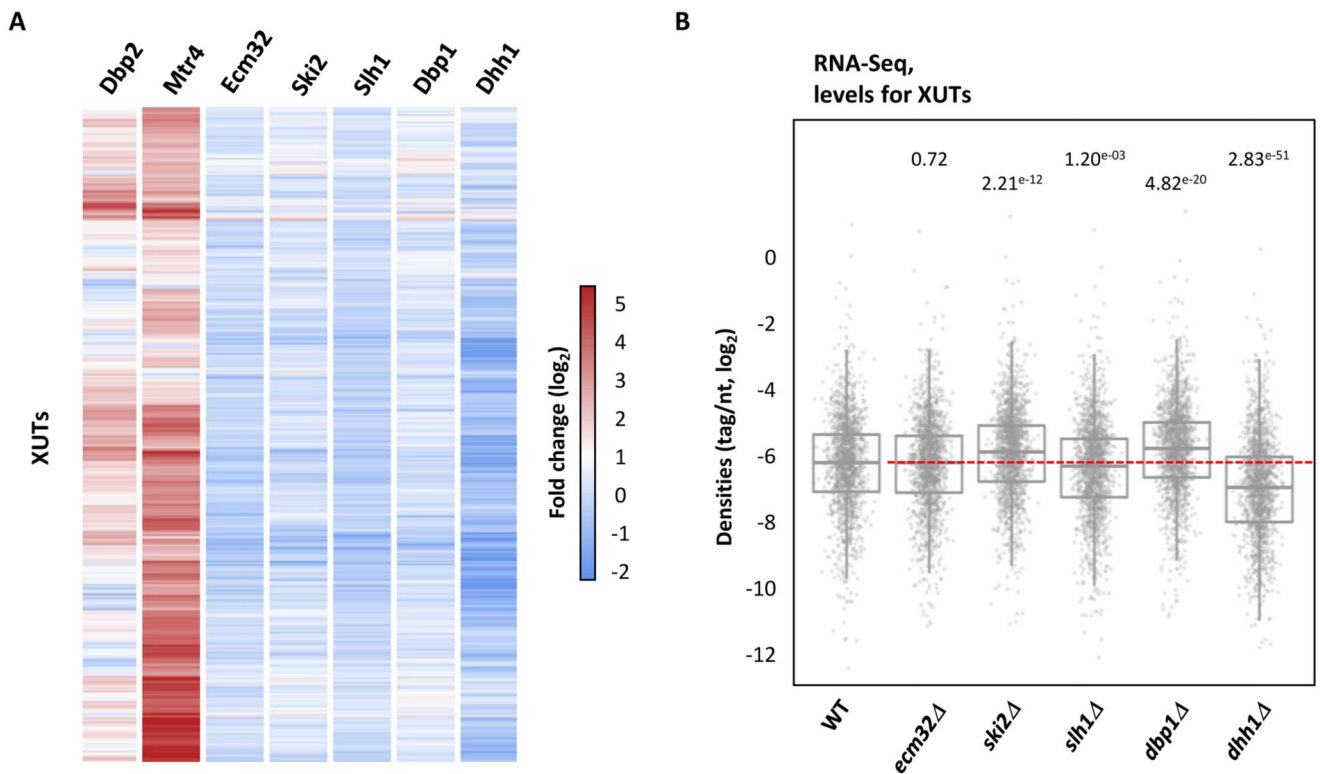 A
Dbp2
Mtr4
Ecm32
Ski2
Slh1
Dbp1
Dhh1
XUTs
Fold change (log2)
5
4
3
2
1
0
-1
-2
B
RNA-Seq,
levels for XUTs
0.72
2.21e-12
1.20e-03
4.82e-20
2.83e-51
Densities (tag/nt, log2)
0
-2
-4
-6
-8
-10
-12
WT
ecm32Δ
ski2Δ
slh1Δ
dbp1Δ
dhh1Δ